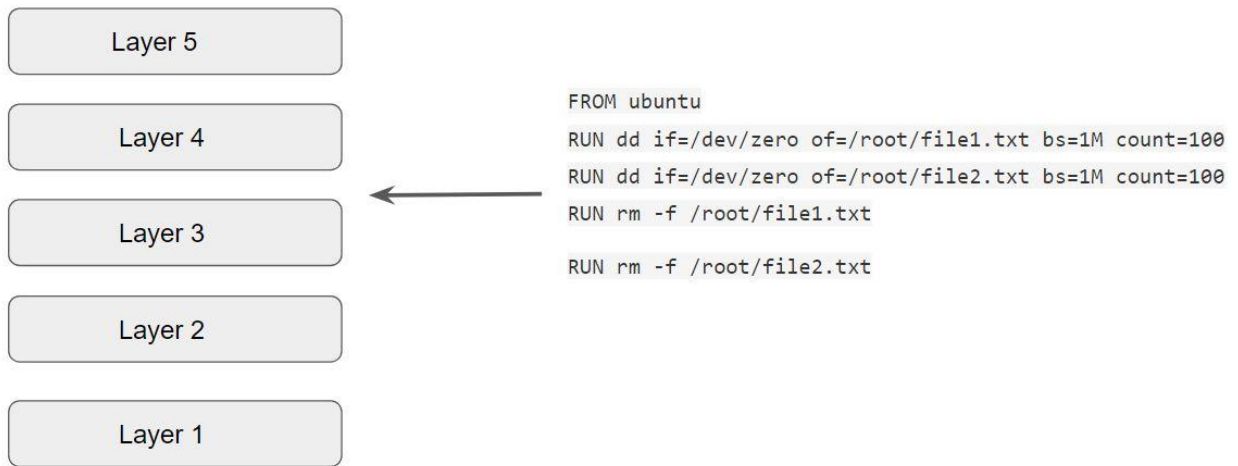 Layer 5
Layer 4
Layer 3
Layer 2
Layer 1
FROM ubuntu
RUN dd if=/dev/zero of=/root/file1.txt bs=1M count=100
RUN dd if=/dev/zero of=/root/file2.txt bs=1M count=100
RUN rm -f /root/file1.txt
RUN rm -f /root/file2.txt